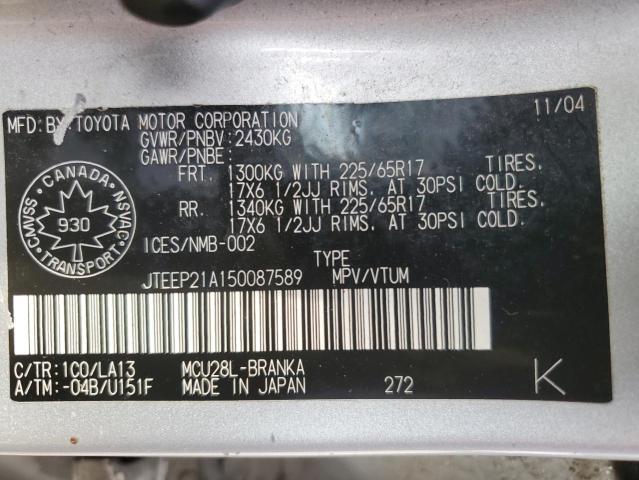 MFD. BY: TOYOTA MOTOR CORPORATION 11/04
GVWR/PNBV: 2430KG
GAWR/PNBE:
FRT. 1300KG WITH 225/65R17 TIRES.
17X6 1/2JJ RIMS. AT 30PSI COLD.
RR. 1340KG WITH 225/65R17 TIRES.
17X6 1/2JJ RIMS. AT 30PSI COLD.
ICES/NMB-002
CANADA
CMVSS 930 NSVAC
TRANSPORT
TYPE
JTEEP21A150087589 MPV/VTUM
C/TR: 1C0/LA13 MCU28L-BRANKA
A/TM: -04B/U151F MADE IN JAPAN 272 K